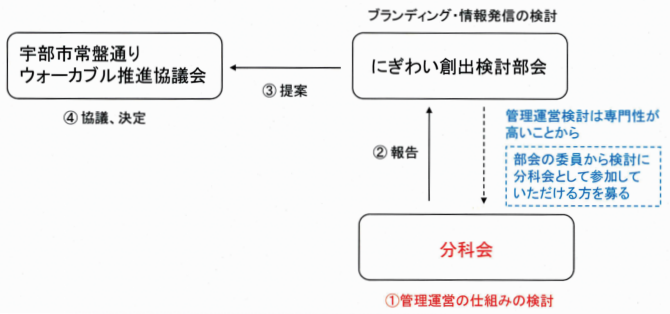 ブランディング・情報発信の検討
宇部市常盤通り
ウォーカブル推進協議会
にぎわい創出検討部会
③ 提案
④ 協議、決定
② 報告
管理運営検討は専門性が
高いことから
部会の委員から検討に
分科会として参加して
いただける方を募る
分科会
①管理運営の仕組みの検討